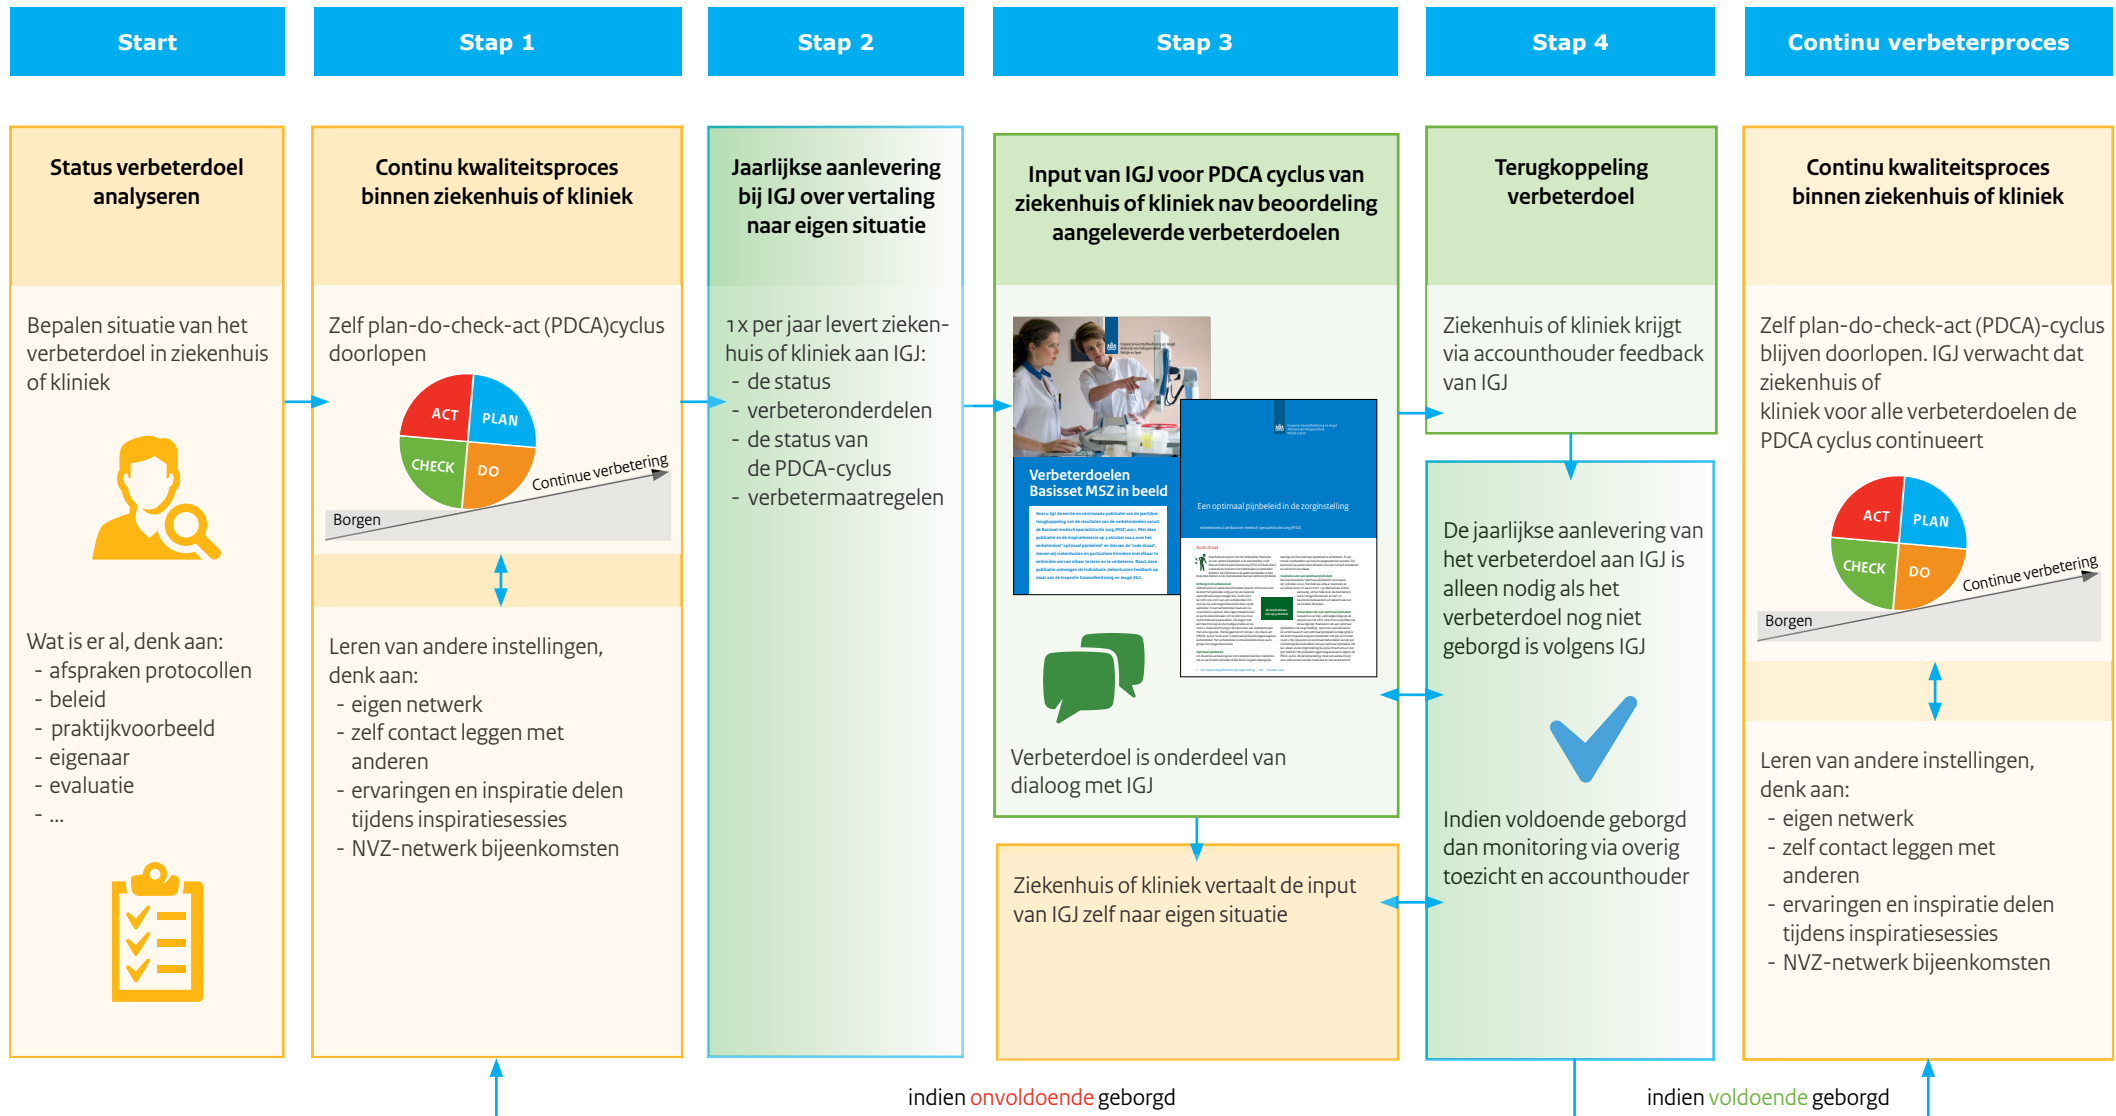 Start
Stap 1
Stap 2
Stap 3
Stap 4
Continu verbeterproces
Status verbeterdoel
analyseren
Bepalen situatie van het
verbeterdoel in ziekenhuis
of kliniek
Wat is er al, denk aan:
- afspraken protocollen
- beleid
- praktijkvoorbeeld
- eigenaar
- evaluatie
- ...
Continu kwaliteitsproces
binnen ziekenhuis of kliniek
Zelf plan-do-check-act (PDCA)cyclus
doorlopen
ACT
PLAN
CHECK
DO
Continue verbetering
Borgen
Leren van andere instellingen,
denk aan:
- eigen netwerk
- zelf contact leggen met
anderen
- ervaringen en inspiratie delen
tijdens inspiratiesessies
- NVZ-netwerk bijeenkomsten
Jaarlijkse aanlevering
bij IGJ over vertaling
naar eigen situatie
1x per jaar levert zieken-
huis of kliniek aan IGJ:
- de status
- verbeteronderdelen
- de status van
de PDCA-cyclus
- verbetermaatregelen
Input van IGJ voor PDCA cyclus van
ziekenhuis of kliniek nav beoordeling
aangeleverde verbeterdoelen
Verbeterdoelen
Basisset MSZ in beeld
Een optimaal pijnbeleid in de zorginstelling
Verbeterdoel is onderdeel van
dialoog met IGJ
Ziekenhuis of kliniek vertaalt de input
van IGJ zelf naar eigen situatie
Terugkoppeling
verbeterdoel
Ziekenhuis of kliniek krijgt
via accounthouder feedback
van IGJ
De jaarlijkse aanlevering van
het verbeterdoel aan IGJ is
alleen nodig als het
verbeterdoel nog niet
geborgd is volgens IGJ
Indien voldoende geborgd
dan monitoring via overig
toezicht en accounthouder
Continu kwaliteitsproces
binnen ziekenhuis of kliniek
Zelf plan-do-check-act (PDCA)-cyclus
blijven doorlopen. IGJ verwacht dat
ziekenhuis of
kliniek voor alle verbeterdoelen de
PDCA cyclus continueert
ACT
PLAN
CHECK
DO
Continue verbetering
Borgen
Leren van andere instellingen,
denk aan:
- eigen netwerk
- zelf contact leggen met
anderen
- ervaringen en inspiratie delen
tijdens inspiratiesessies
- NVZ-netwerk bijeenkomsten
indien onvoldoende geborgd
indien voldoende geborgd